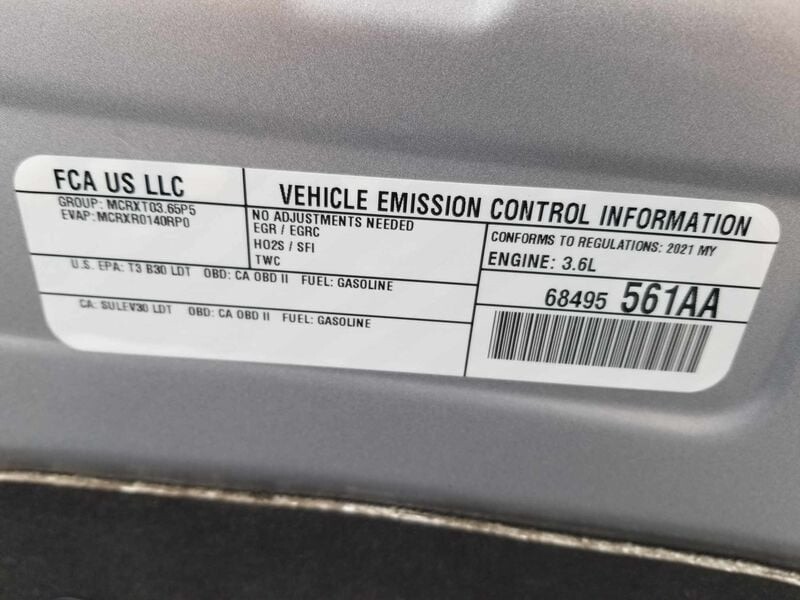 FCA US LLC
GROUP: MCRXT03.65P5
EVAP: MCRXR0140RP0
VEHICLE EMISSION CONTROL INFORMATION
NO ADJUSTMENTS NEEDED
EGR / EGRC
HO2S / SFI
TWC
CONFORMS TO REGULATIONS: 2021 MY
ENGINE: 3.6L
U.S. EPA: T3 B30 LDT OBD: CA OBD II FUEL: GASOLINE
CA: SULEV30 LDT OBD: CA OBD II FUEL: GASOLINE
68495 561AA